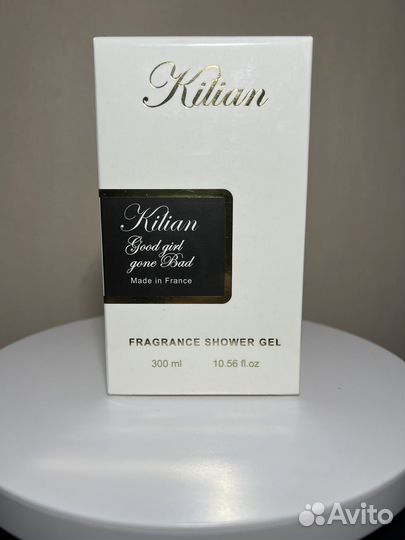 Kilian
Kilian
Good girl
gone Bad
Made in France
FRAGRANCE SHOWER GEL
300 ml 10.56 fl.oz
Avito